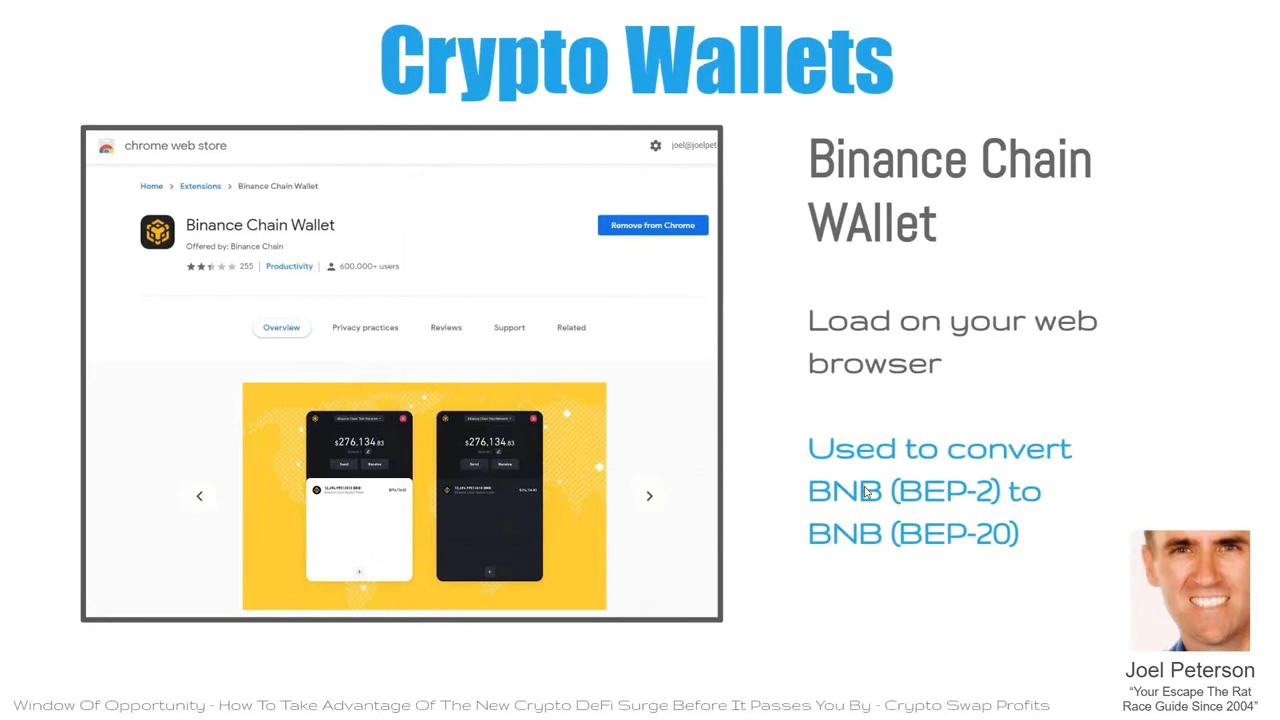 Crypto Wallets
chrome web store
joel@joelpet
Home > Extensions > Binance Chain Wallet
Binance Chain Wallet
Remove from Chrome
Offered by: Binance Chain
255 | Productivity | 600,000+ users
Overview Privacy practices Reviews Support Related
$276,134.83 $276,134.83
Send Receive Send Receive
Binance Chain
WAllet
Load on your web
browser
Used to convert
BNB (BEP-2) to
BNB (BEP-20)
Joel Peterson
“Your Escape The Rat
Race Guide Since 2004”
Window Of Opportunity - How To Take Advantage Of The New Crypto DeFi Surge Before It Passes You By - Crypto Swap Profits